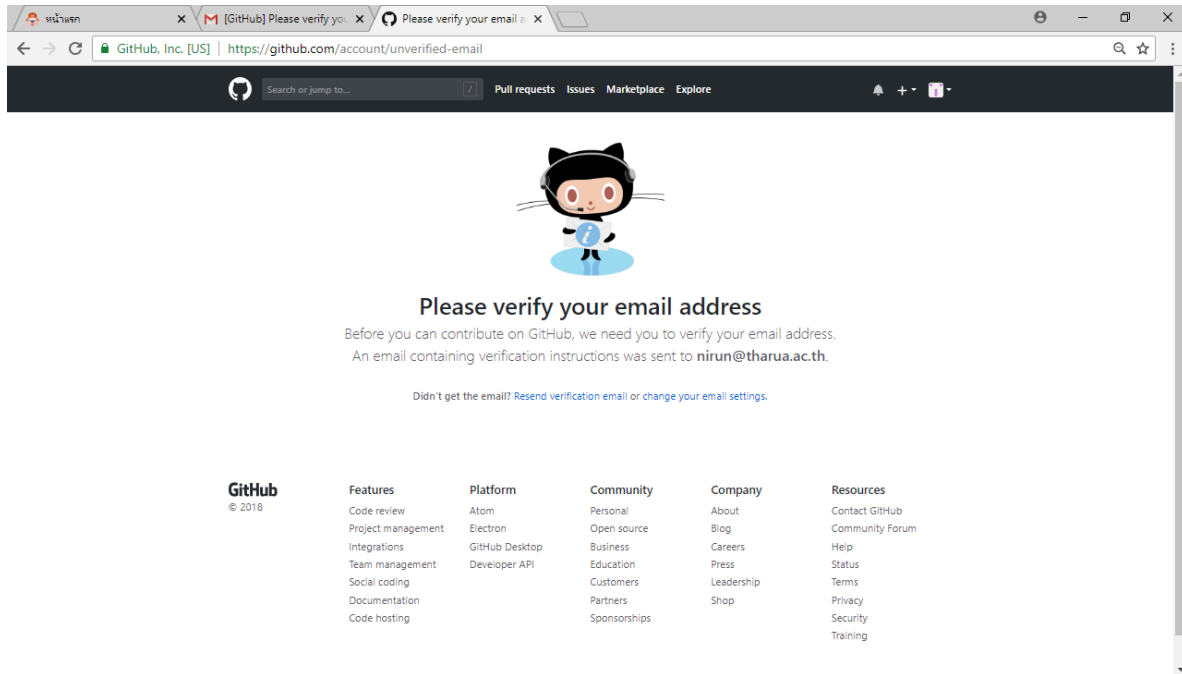 หน้าแรก
[GitHub] Please verify you
Please verify your email a
GitHub, Inc. [US] https://github.com/account/unverified-email
Search or jump to... / Pull requests Issues Marketplace Explore
Please verify your email address
Before you can contribute on GitHub, we need you to verify your email address.
An email containing verification instructions was sent to nirun@tharua.ac.th.
Didn't get the email? Resend verification email or change your email settings.
GitHub
© 2018
Features
Code review
Project management
Integrations
Team management
Social coding
Documentation
Code hosting
Platform
Atom
Electron
GitHub Desktop
Developer API
Community
Personal
Open source
Business
Education
Customers
Partners
Sponsorships
Company
About
Blog
Careers
Press
Leadership
Shop
Resources
Contact GitHub
Community Forum
Help
Status
Terms
Privacy
Security
Training